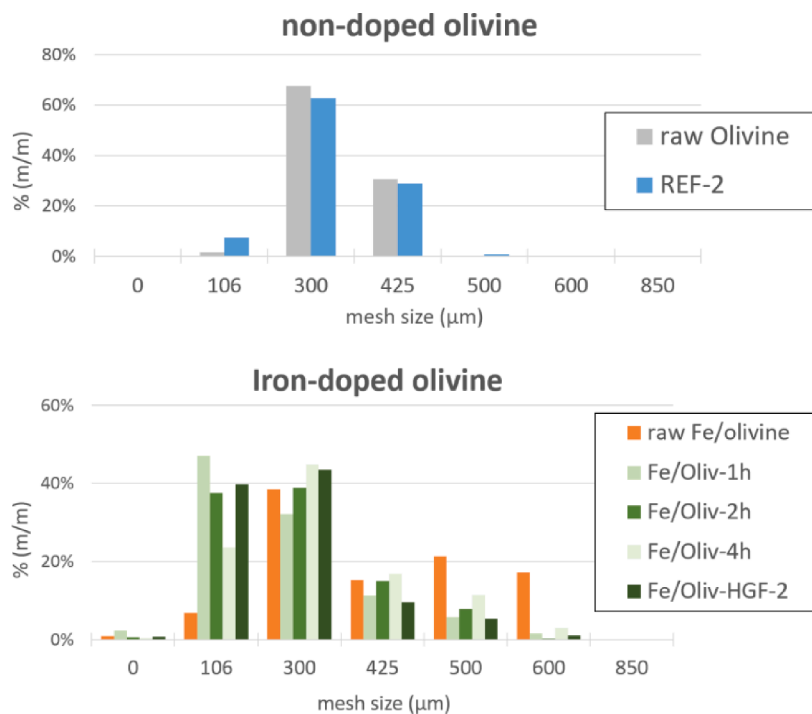 non-doped olivine
80%
60%
40%
20%
0%
% (m/m)
0 106 300 425 500 600 850
mesh size (µm)
raw Olivine
REF-2
Iron-doped olivine
60%
40%
20%
0%
% (m/m)
0 106 300 425 500 600 850
mesh size (µm)
raw Fe/olivine
Fe/Oliv-1h
Fe/Oliv-2h
Fe/Oliv-4h
Fe/Oliv-HGF-2